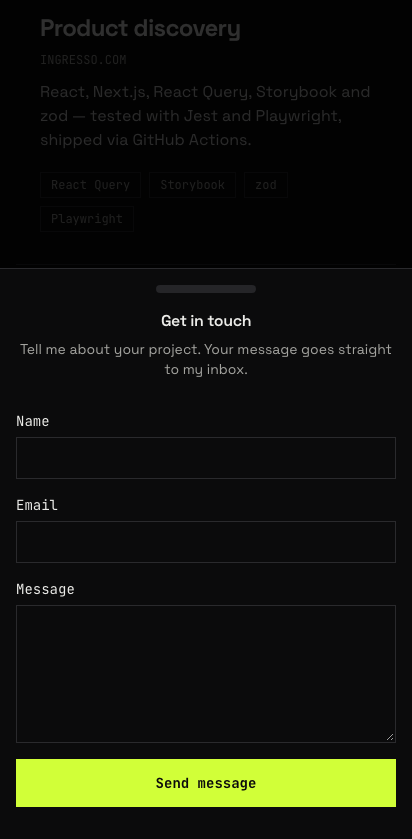 Product discovery
INGRESSO.COM
React, Next.js, React Query, Storybook and
zod — tested with Jest and Playwright,
shipped via GitHub Actions.
React Query
Storybook
zod
Playwright
Get in touch
Tell me about your project. Your message goes straight
to my inbox.
Name
Email
Message
Send message